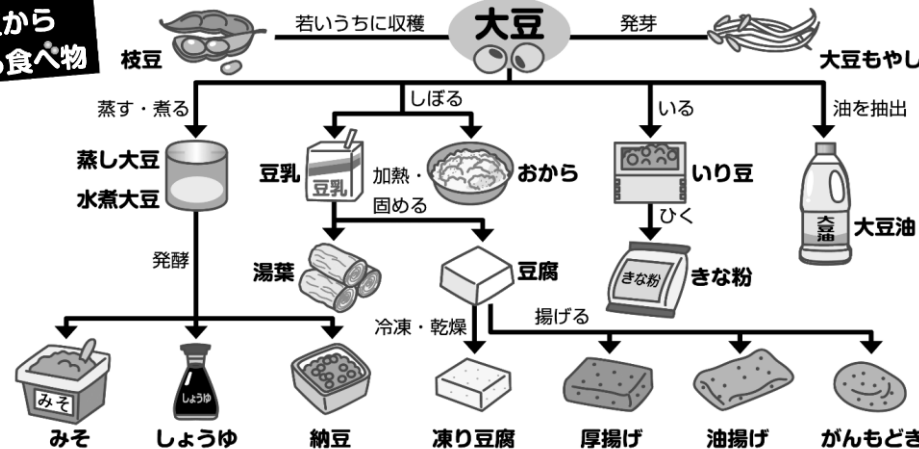 から
食べ物
枝豆
若いうちに収穫
大豆
発芽
大豆もやし
蒸す・煮る
しぼる
いる
油を抽出
蒸し大豆
水煮大豆
豆乳
豆乳
加熱・
固める
おから
いり豆
ひく
大豆油
大豆油
発酵
湯葉
豆腐
きな粉
きな粉
冷凍・乾燥
揚げる
みそ
しょうゆ
みそ
しょうゆ
納豆
凍り豆腐
厚揚げ
油揚げ
がんもどき